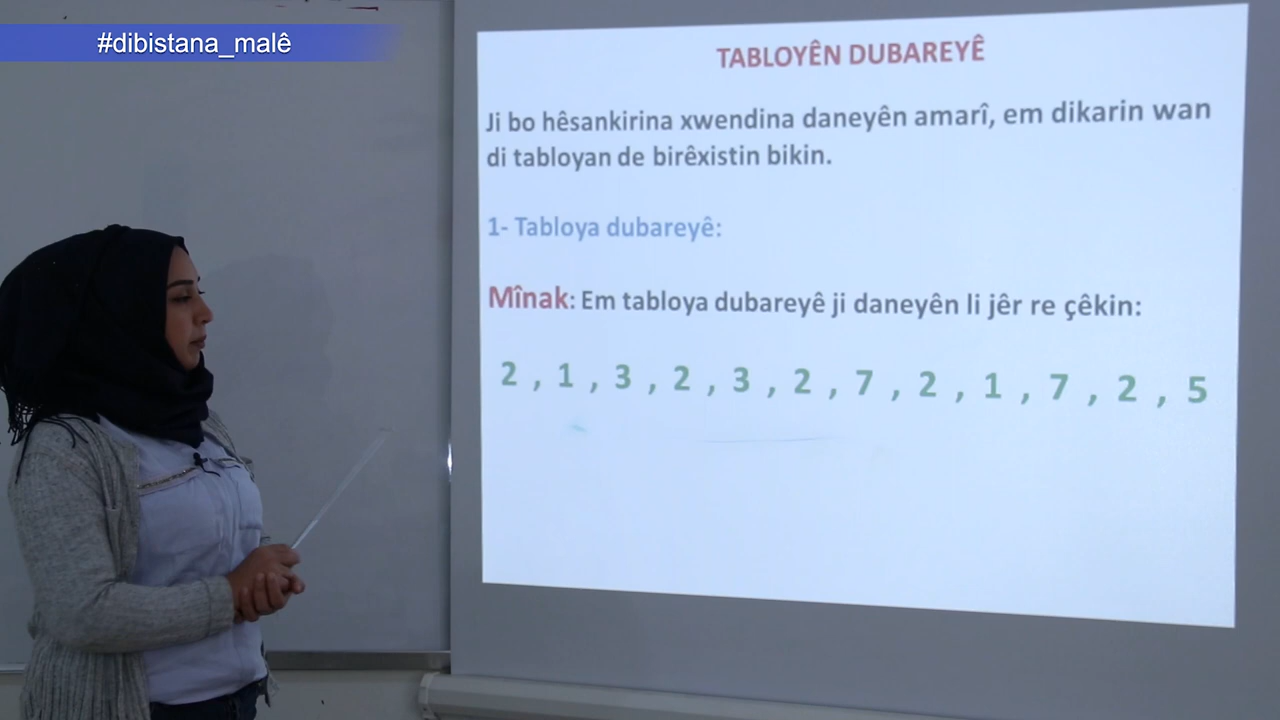 #dibistana_malê
TABLOYÊN DUBAREYÊ
Ji bo hêsankirina xwendina daneyên amarî, em dikarin wan
di tabloyan de birêxistin bikin.
1- Tabloya dubareyê:
Mînak: Em tabloya dubareyê ji daneyên li jêr re çêkin:
2 , 1 , 3 , 2 , 3 , 2 , 7 , 2 , 1 , 7 , 2 , 5